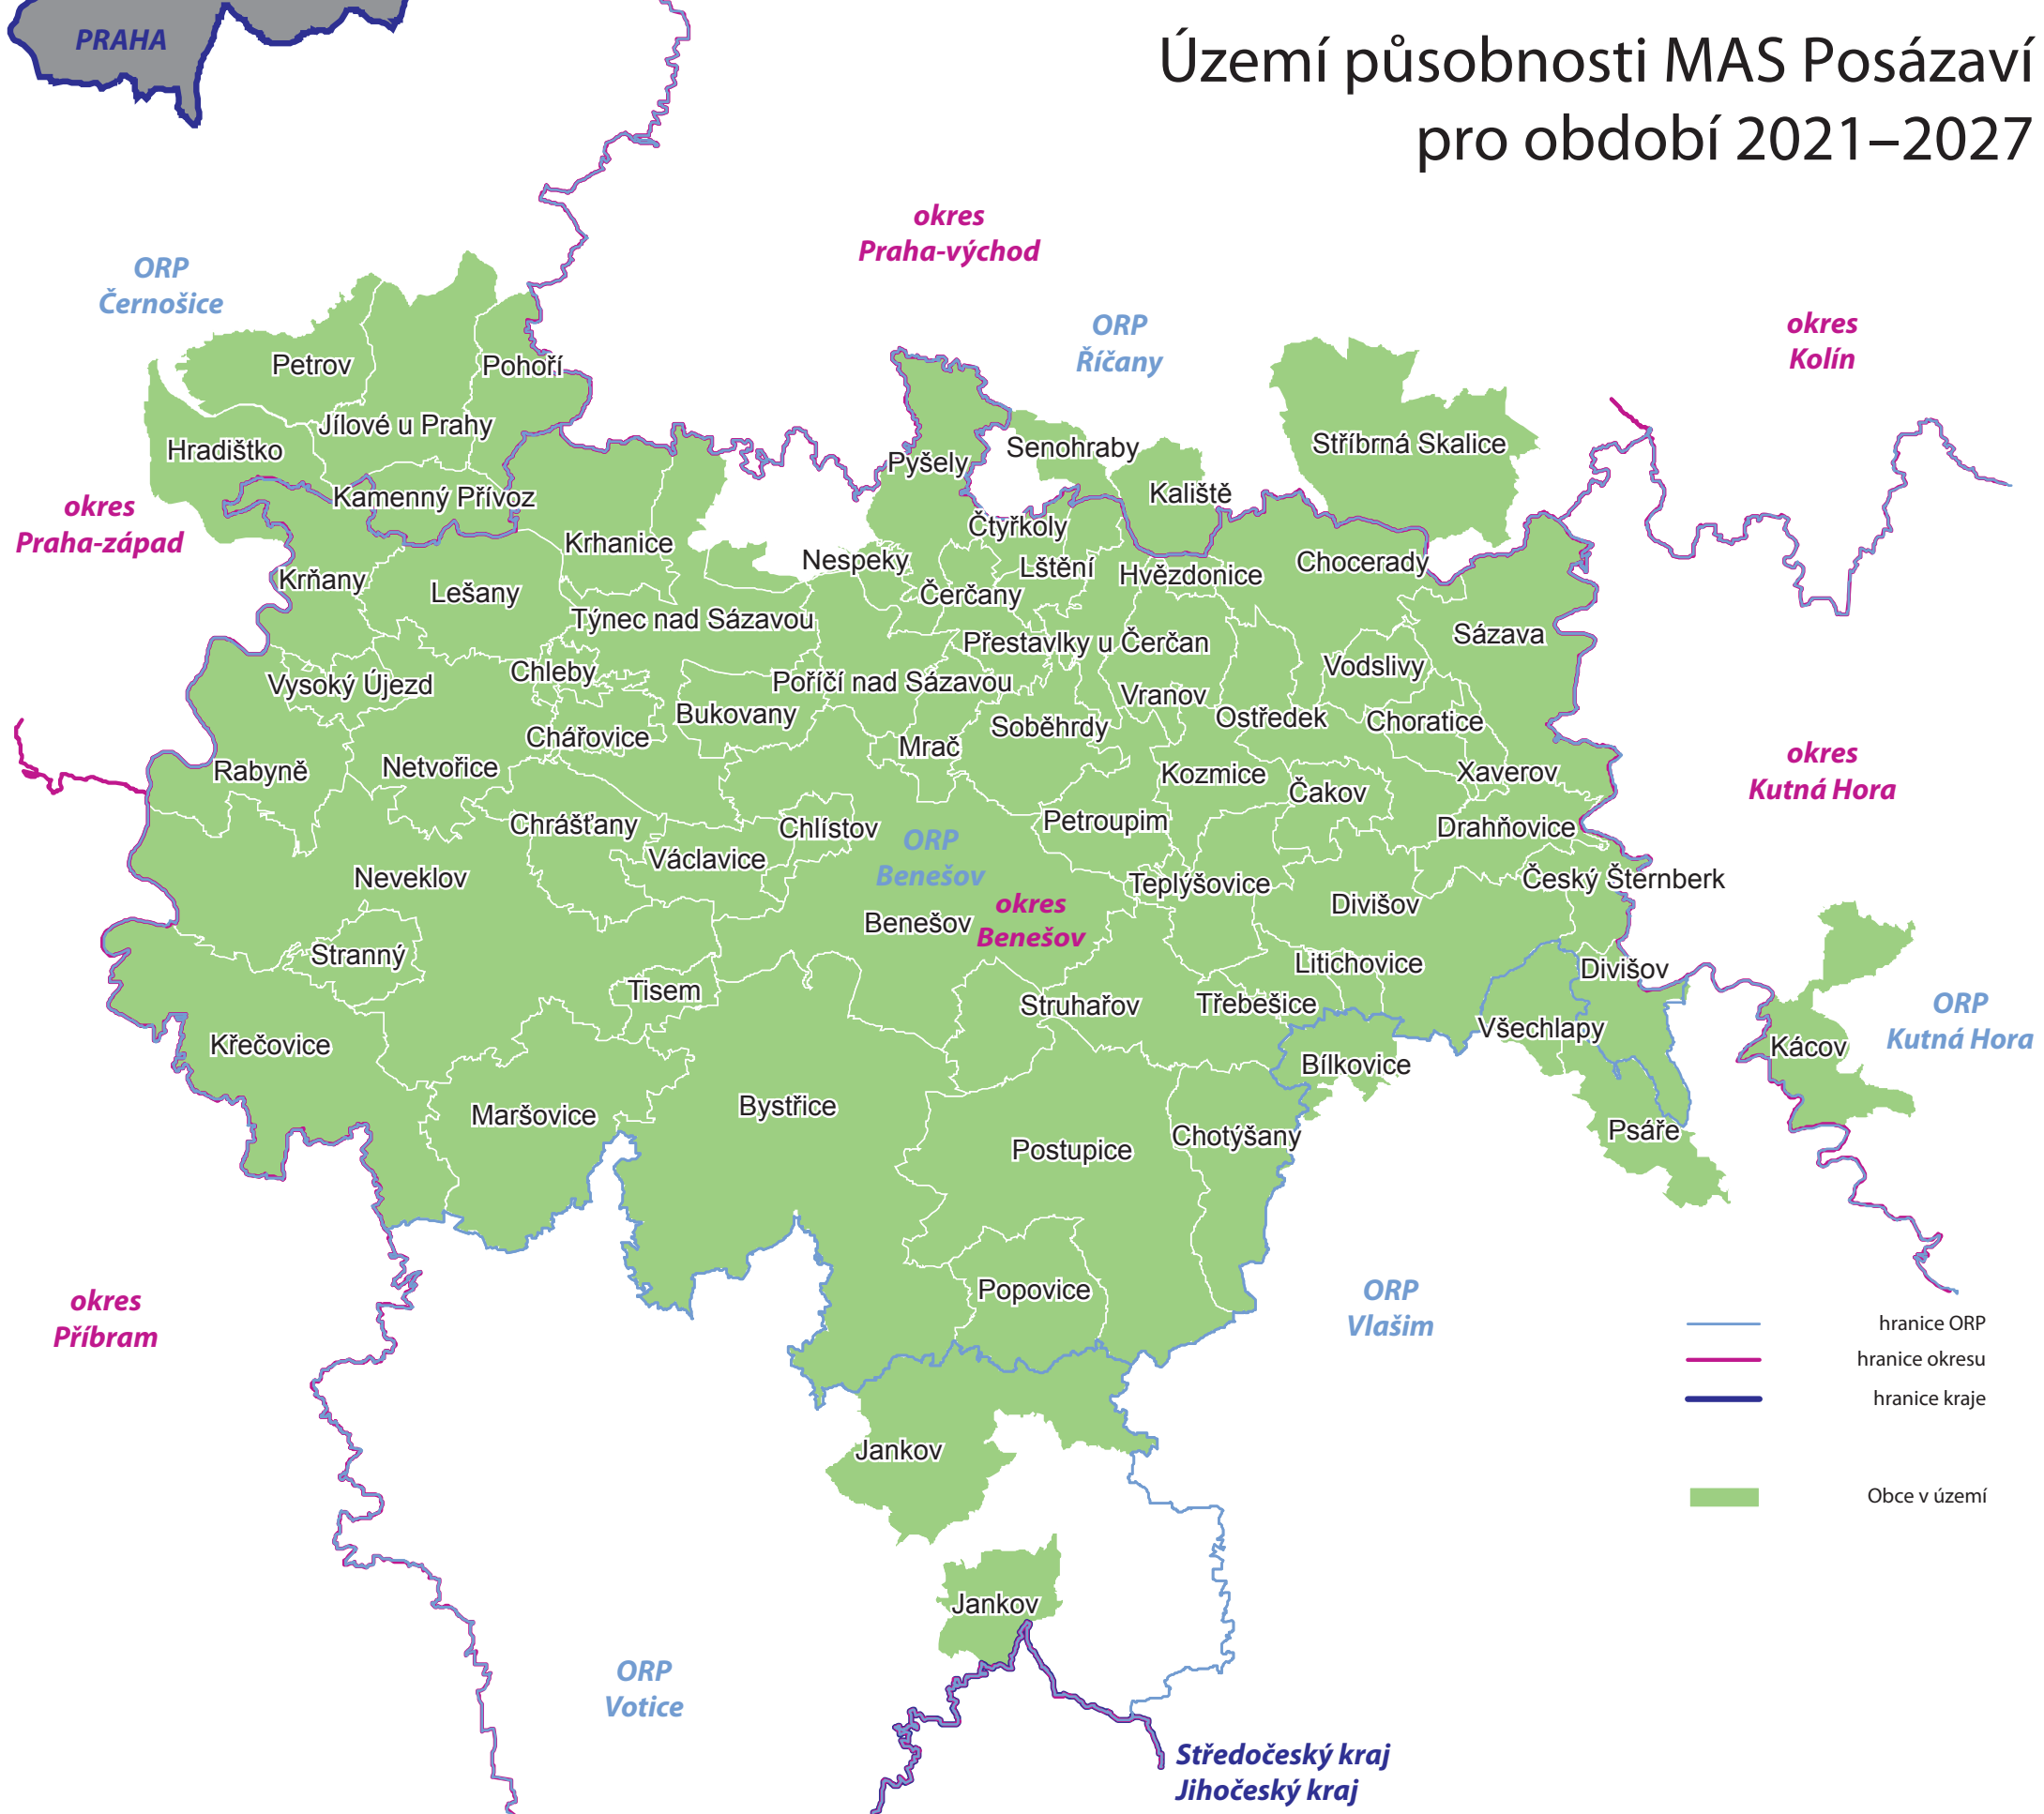 PRAHA
Území působnosti MAS Posázaví
pro období 2021–2027
okres
Praha-východ
ORP
Černošice
ORP
Říčany
okres
Kolín
Petrov
Pohoří
Jílové u Prahy
Hradištko
Senohraby
Stříbrná Skalice
Pyšely
Kamenný Přívoz
Kaliště
okres
Praha-západ
Čtyřkoly
Krhanice
Nespeky
Chocerady
Lštění
Hvězdonice
Krňany
Lešany
Čerčany
Týnec nad Sázavou
Sázava
Přestavlky u Čerčan
Vodslivy
Chleby
Vysoký Újezd
Poříčí nad Sázavou
Vranov
Bukovany
Ostředek
Choratice
Soběhrdy
Chářovice
Mrač
okres
Kutná Hora
Netvořice
Rabyně
Kozmice
Xaverov
Čakov
Petroupim
Chrášťany
Chlístov
Drahňovice
ORP
Benešov
Václavice
Neveklov
Český Šternberk
Teplýšovice
Divišov
okres
Benešov
Benešov
Stranný
Litichovice
Divišov
Tisem
Struhařov
Třebešice
ORP
Kutná Hora
Všechlapy
Křečovice
Kácov
Bílkovice
Bystřice
Maršovice
Psáře
Chotýšany
Postupice
Popovice
okres
Příbram
ORP
Vlašim
hranice ORP
hranice okresu
hranice kraje
Jankov
Obce v území
Jankov
ORP
Votice
Středočeský kraj
Jihočeský kraj